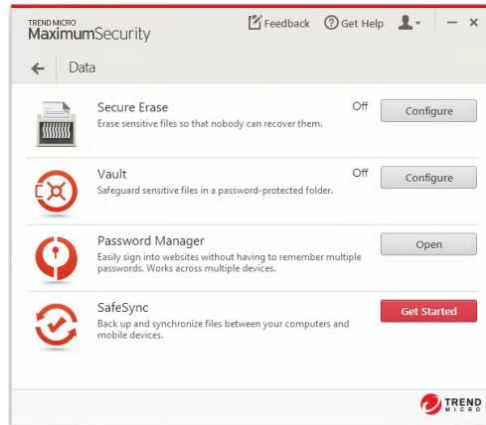 TREND MICRO
MaximumSecurity
Feedback
Get Help
Data
Secure Erase
Off
Configure
Erase sensitive files so that nobody can recover them.
Vault
Off
Configure
Safeguard sensitive files in a password-protected folder.
Password Manager
Open
Easily sign into websites without having to remember multiple
passwords. Works across multiple devices.
SafeSync
Get Started
Back up and synchronize files between your computers and
mobile devices.
TREND
MICRO